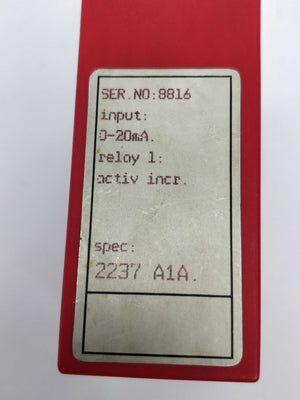 SER.NO:8816
input:
0-20mA.
relay 1:
activ incr.
spec:
2237 A1A.